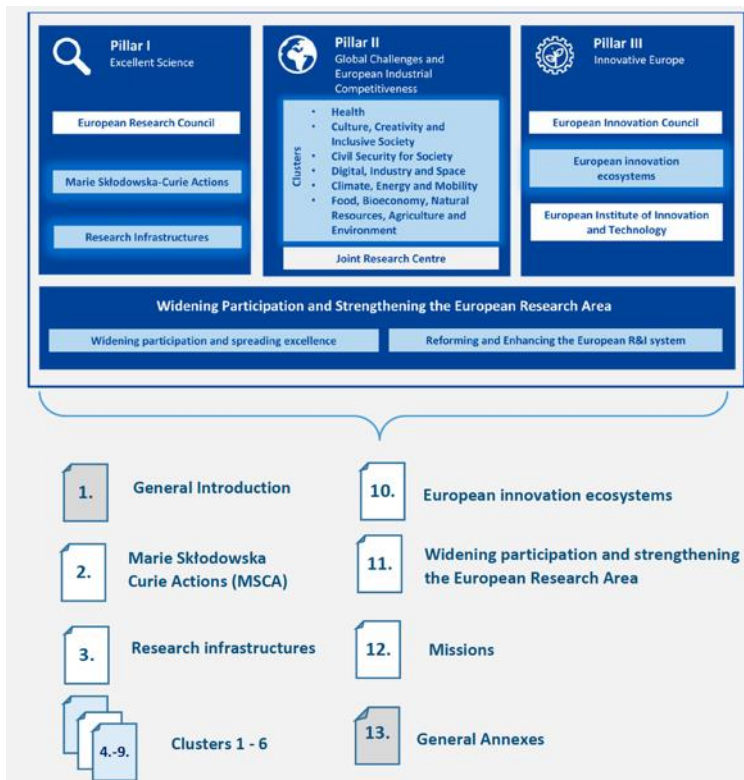 Pillar I
Excellent Science
European Research Council
Marie Skłodowska-Curie Actions
Research Infrastructures
Pillar II
Global Challenges and
European Industrial
Competitiveness
Clusters
• Health
• Culture, Creativity and
Inclusive Society
• Civil Security for Society
• Digital, Industry and Space
• Climate, Energy and Mobility
• Food, Bioeconomy, Natural
Resources, Agriculture and
Environment
Joint Research Centre
Pillar III
Innovative Europe
European Innovation Council
European innovation
ecosystems
European Institute of Innovation
and Technology
Widening Participation and Strengthening the European Research Area
Widening participation and spreading excellence
Reforming and Enhancing the European R&I system
1. General Introduction
2. Marie Skłodowska
Curie Actions (MSCA)
3. Research infrastructures
4.-9. Clusters 1 - 6
10. European innovation ecosystems
11. Widening participation and strengthening
the European Research Area
12. Missions
13. General Annexes